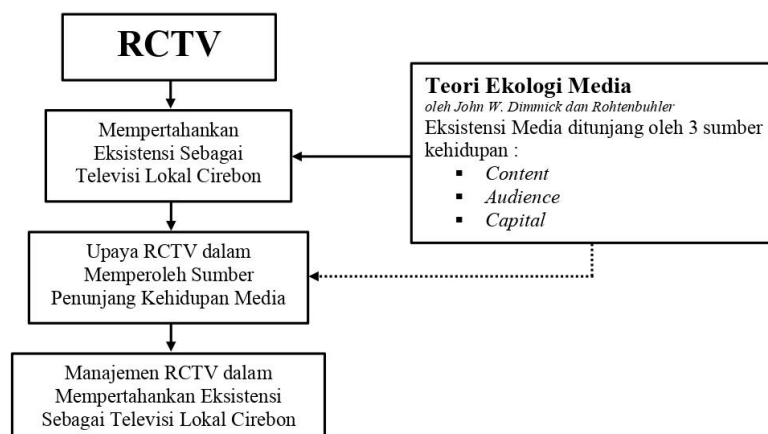 RCTV
Mempertahankan
Eksistensi Sebagai
Televisi Lokal Cirebon
Teori Ekologi Media
oleh John W. Dimmick dan Rohtenbuhler
Eksistensi Media ditunjang oleh 3 sumber
kehidupan :
▪ Content
▪ Audience
▪ Capital
Upaya RCTV dalam
Memperoleh Sumber
Penunjang Kehidupan Media
Manajemen RCTV dalam
Mempertahankan Eksistensi
Sebagai Televisi Lokal Cirebon